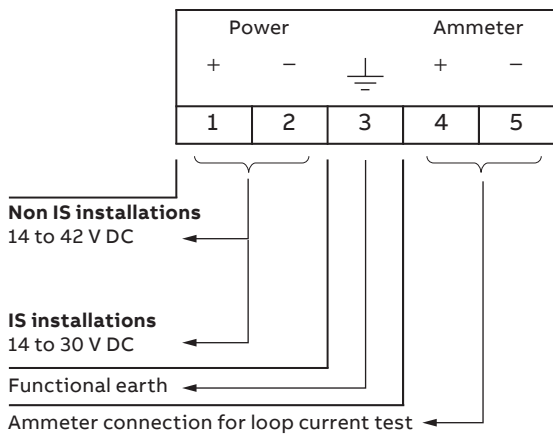 Power Ammeter
+ − + −
1 2 3 4 5
Non IS installations
14 to 42 V DC
IS installations
14 to 30 V DC
Functional earth
Ammeter connection for loop current test